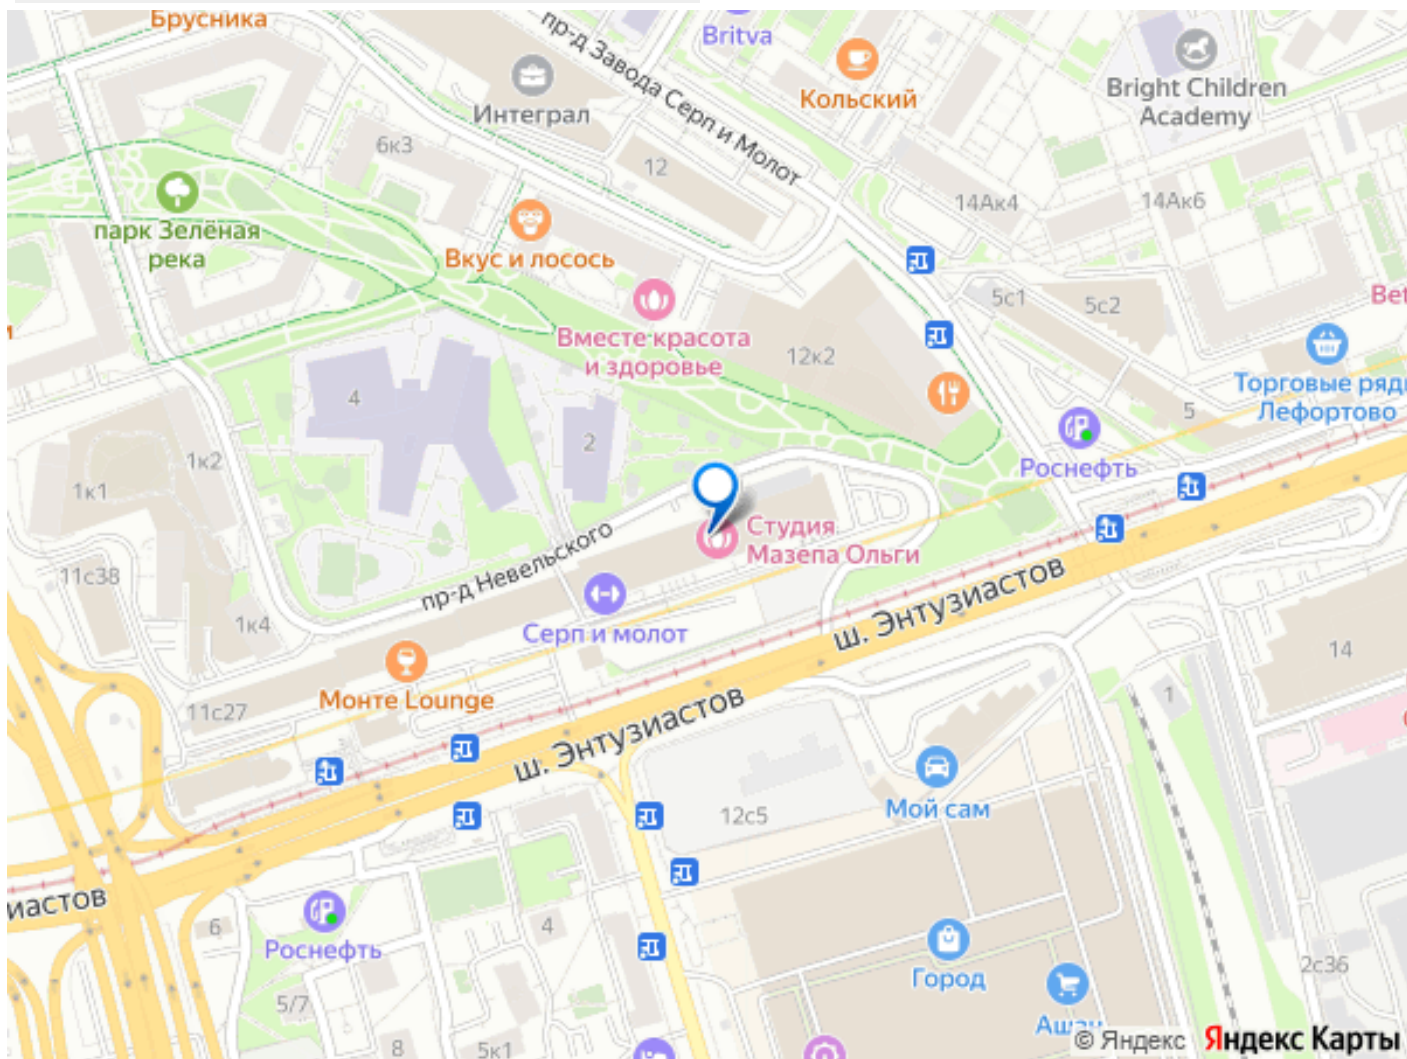 Брусника
Britva
пр-д Завода Серп и Молот
Интеграл
Кольский
Bright Children
Academy
6к3
12
14Ак4
14Ак6
парк Зелёная
река
Вкус и лосось
5с1
5с2
Bet
Вместе красота
и здоровье
12к2
Торговые ряды
Лефортово
4
2
5
1к2
1к1
Роснефть
Студия
Мазепа Ольги
пр-д Невельского
11с38
1к4
Серп и молот
ш. Энтузиастов
14
1
Монте Lounge
11с27
ш. Энтузиастов
Мой сам
12с5
иастов
6
Роснефть
4
Город
2с36
5/7
Ашан
8
5к1
© Яндекс Яндекс Карты